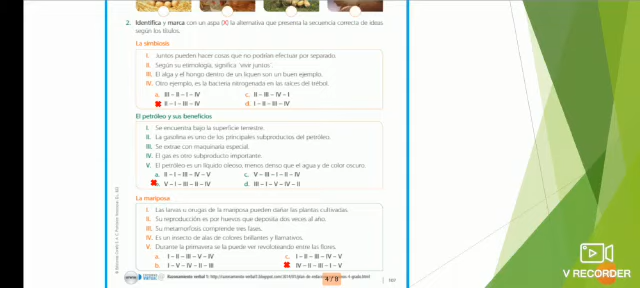 2. Identifica y marca con un aspa (X) la alternativa que presenta la secuencia correcta de ideas
según los títulos.
La simbiosis
I. Juntos pueden hacer cosas que no podrían efectuar por separado.
II. Según su etimología, significa 'vivir juntos'.
III. El alga y el hongo dentro de un liquen son un buen ejemplo.
IV. Otro ejemplo, es la bacteria nitrogenada en las raíces del trébol.
a. III – II – I – IV c. II – III – IV – I
II – I – III – IV d. I – II – III – IV
El petróleo y sus beneficios
I. Se encuentra bajo la superficie terrestre.
II. La gasolina es uno de los principales subproductos del petróleo.
III. Se extrae con maquinaria especial.
IV. El gas es otro subproducto importante.
V. El petróleo es un líquido oleoso, menos denso que el agua y de color oscuro.
a. II – I – III – IV – V c. V – III – I – II – IV
b. V – I – III – II – IV d. III – I – V – IV – II
La mariposa
I. Las larvas u orugas de la mariposa pueden dañar las plantas cultivadas.
II. Su reproducción es por huevos que deposita dos veces al año.
III. Su metamorfosis comprende tres fases.
IV. Es un insecto de alas de colores brillantes y llamativos.
V. Durante la primavera se la puede ver revoloteando entre las flores.
a. I – II – III – V – IV c. I – II – III – IV – V
b. I – V – IV – II – III IV – II – III – I – V
Razonamiento verbal 1:
4 / 8
107
V RECORDER